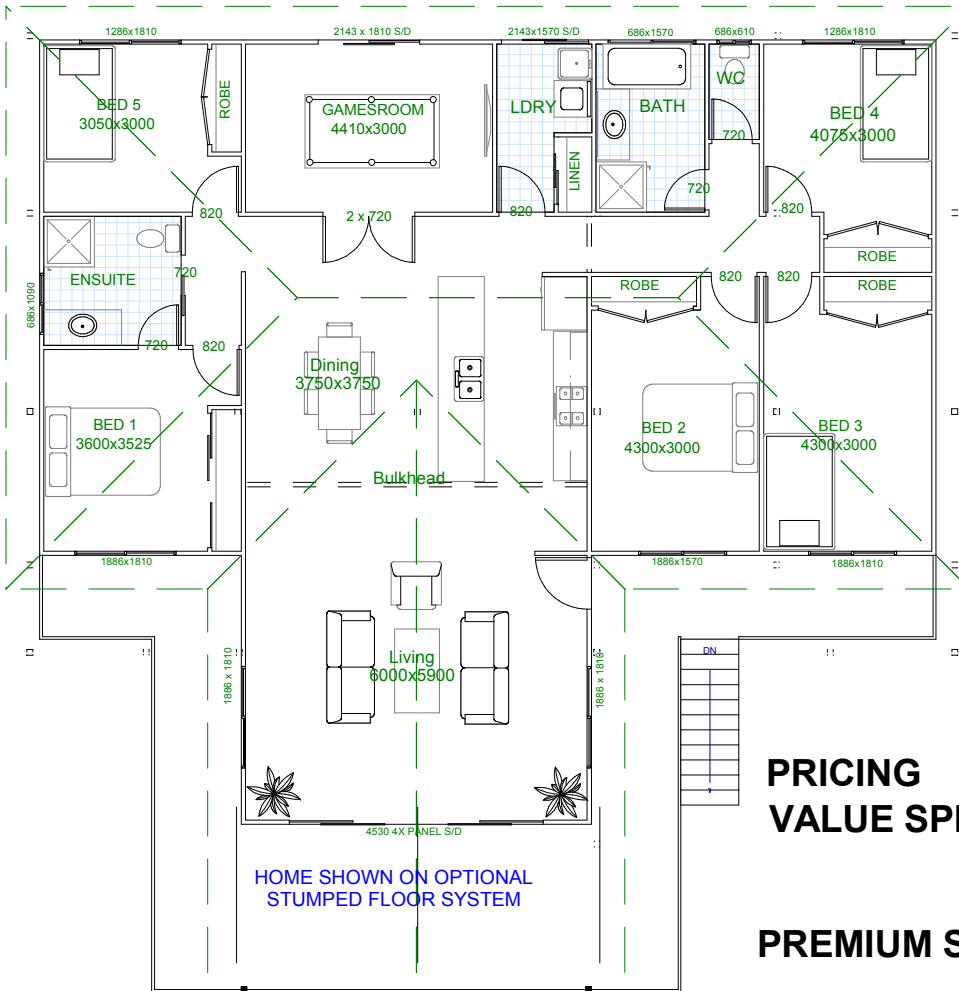 1286x1810
2143 x 1810 S/D
2143x1570 S/D
686x1570
686x610
1286x1810
BED 5
3050x3000
ROBE
GAMESROOM
4410x3000
LDRY
LINEN
BATH
WC
720
BED 4
4075x3000
820
2 x 720
820
720
820
ROBE
ENSUITE
720
686x1090
720
820
ROBE
820
820
ROBE
Dining
3750x3750
BED 1
3600x3525
BED 2
4300x3000
BED 3
4300x3000
Bulkhead
1886x1810
1886x1570
1886x1810
1886 x 1810
Living
6000x5900
1886 x 1810
DN
PRICING
VALUE SP
4530 4X PANEL S/D
HOME SHOWN ON OPTIONAL
STUMPED FLOOR SYSTEM
PREMIUM S